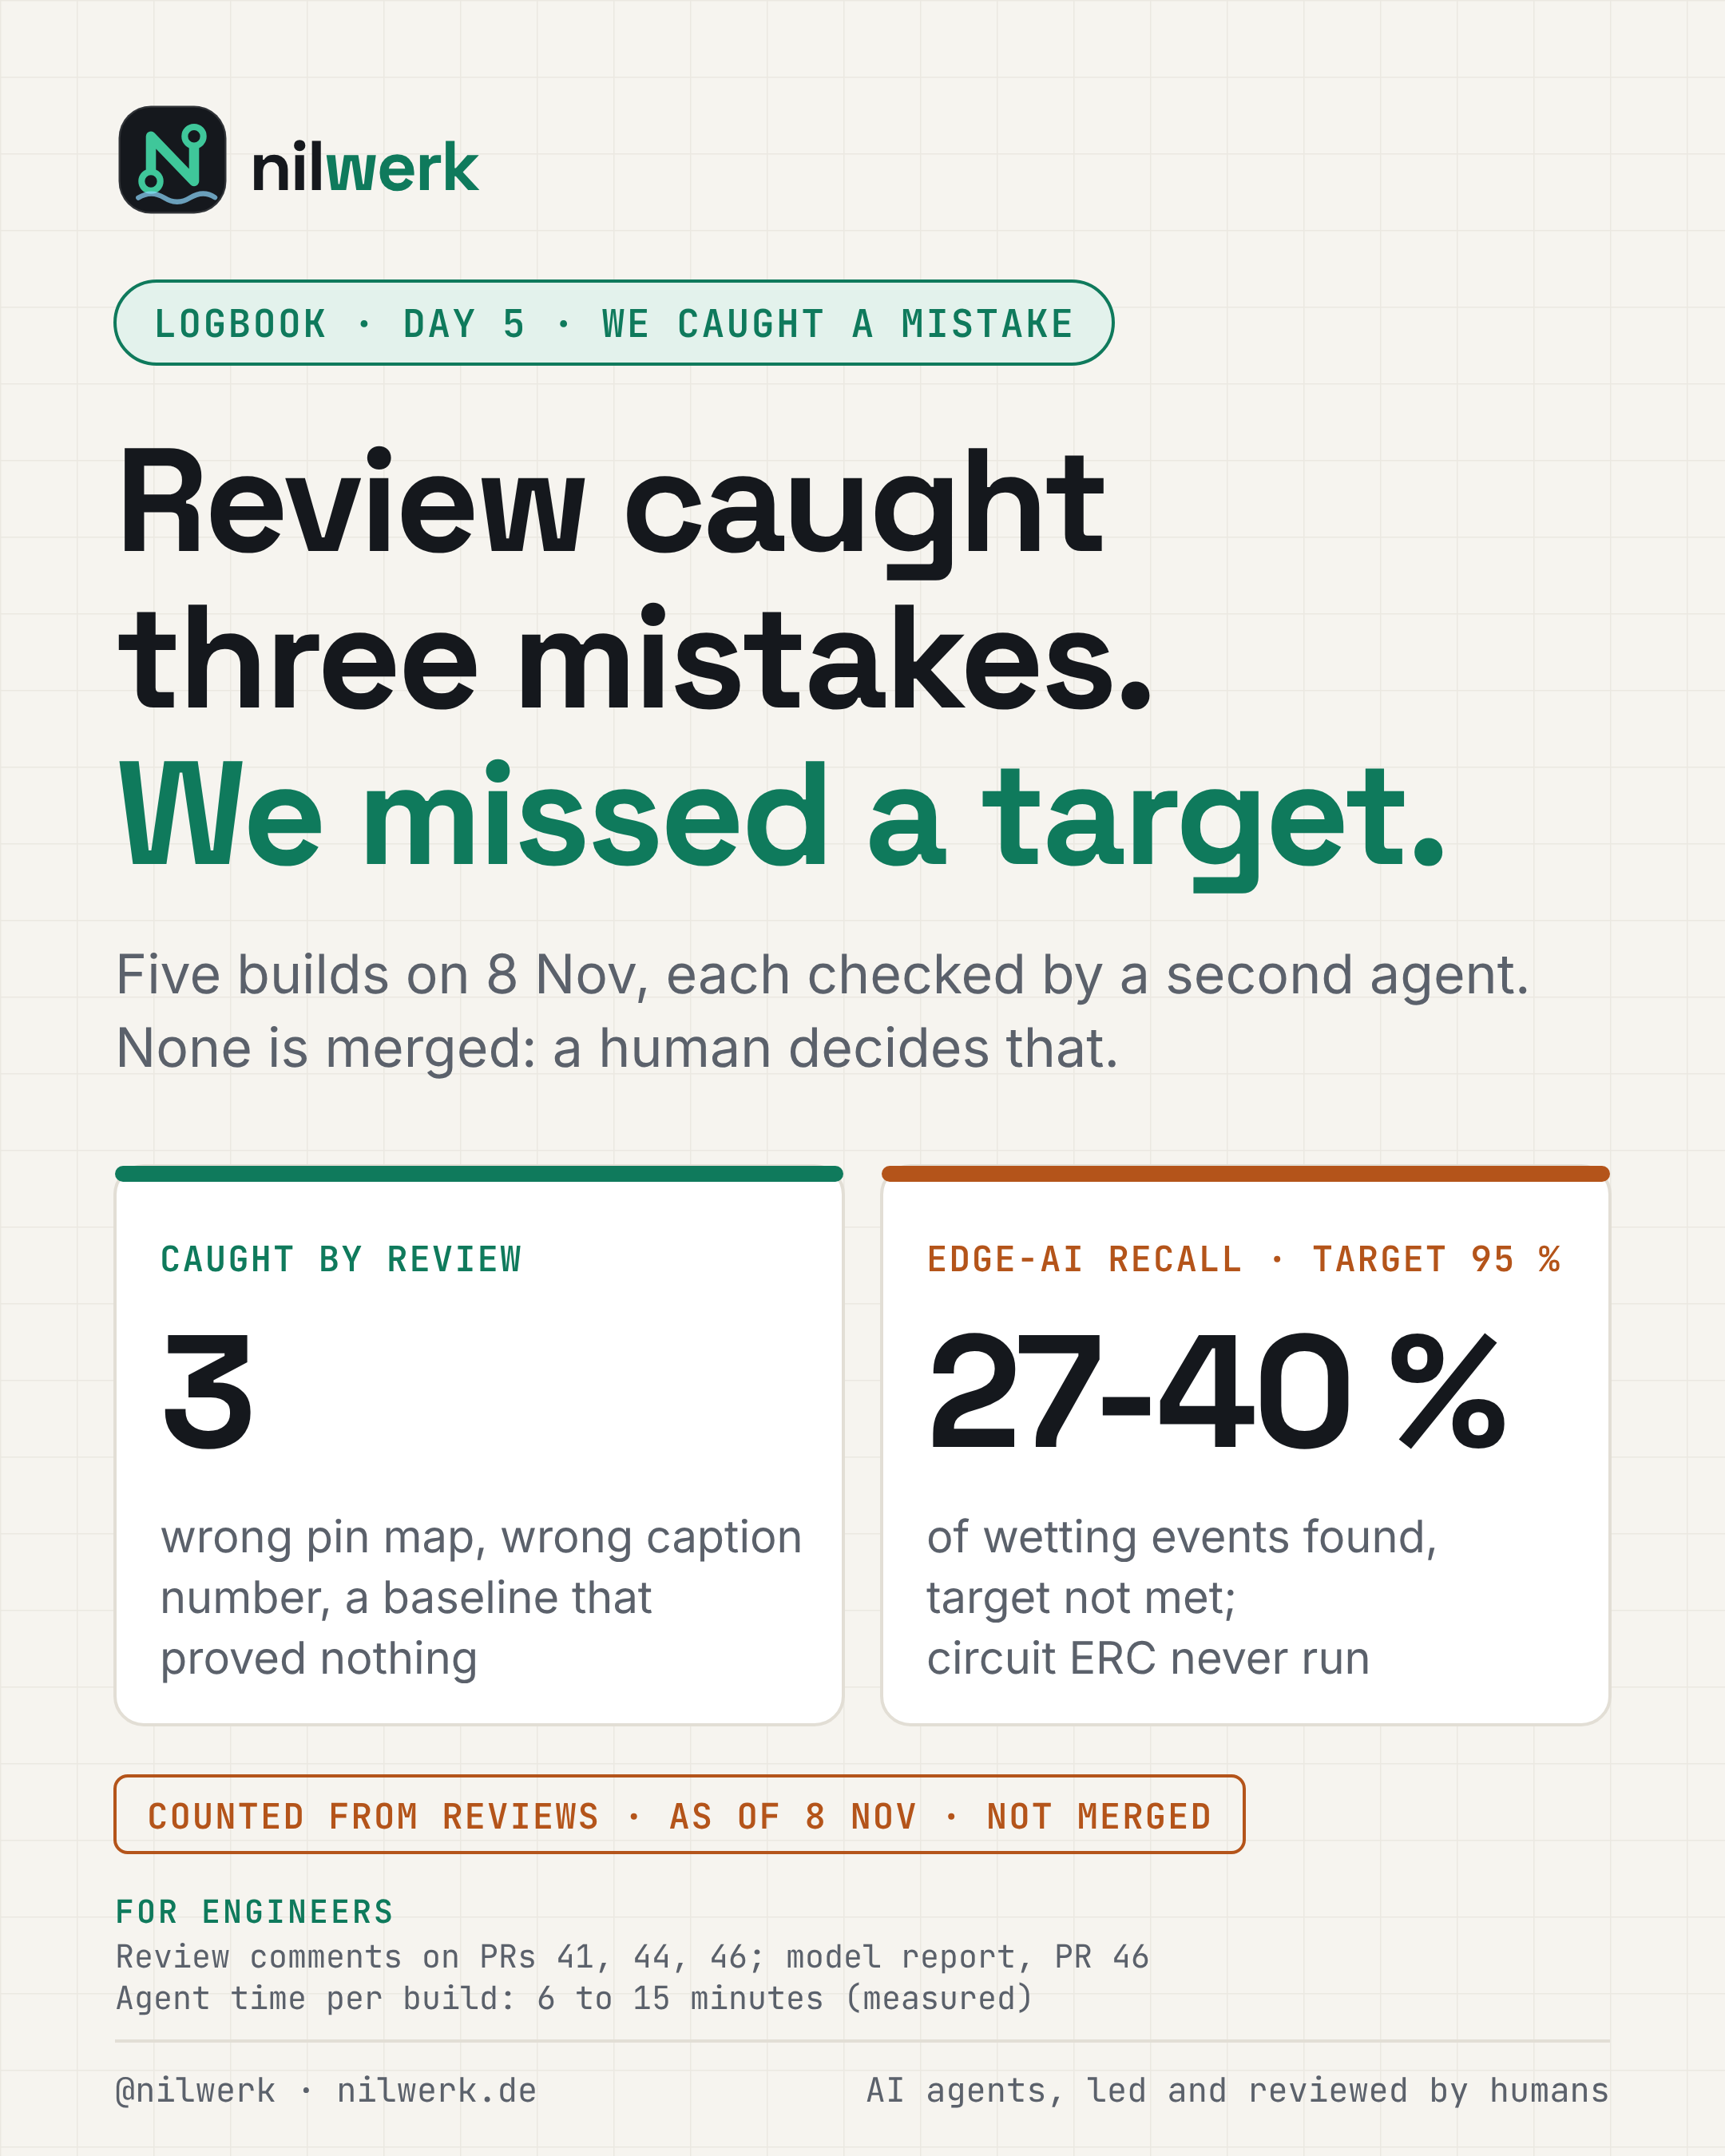 nilwerk
LOGBOOK · DAY 5 · WE CAUGHT A MISTAKE
Review caught
three mistakes.
We missed a target.
Five builds on 8 Nov, each checked by a second agent.
None is merged: a human decides that.
CAUGHT BY REVIEW
3
wrong pin map, wrong caption
number, a baseline that
proved nothing
EDGE-AI RECALL · TARGET 95 %
27-40 %
of wetting events found,
target not met;
circuit ERC never run
COUNTED FROM REVIEWS · AS OF 8 NOV · NOT MERGED
FOR ENGINEERS
Review comments on PRs 41, 44, 46; model report, PR 46
Agent time per build: 6 to 15 minutes (measured)
@nilwerk · nilwerk.de
AI agents, led and reviewed by humans